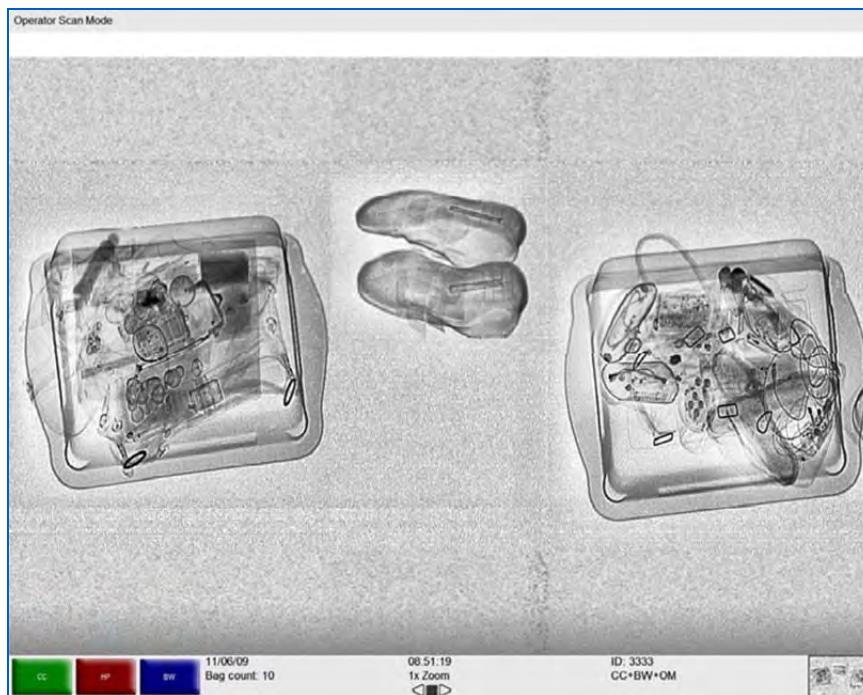 Operator Scan Mode
CC
HP
BW
11/06/09
Bag count: 10
08:51:19
1x Zoom
ID: 3333
CC+BW+OM